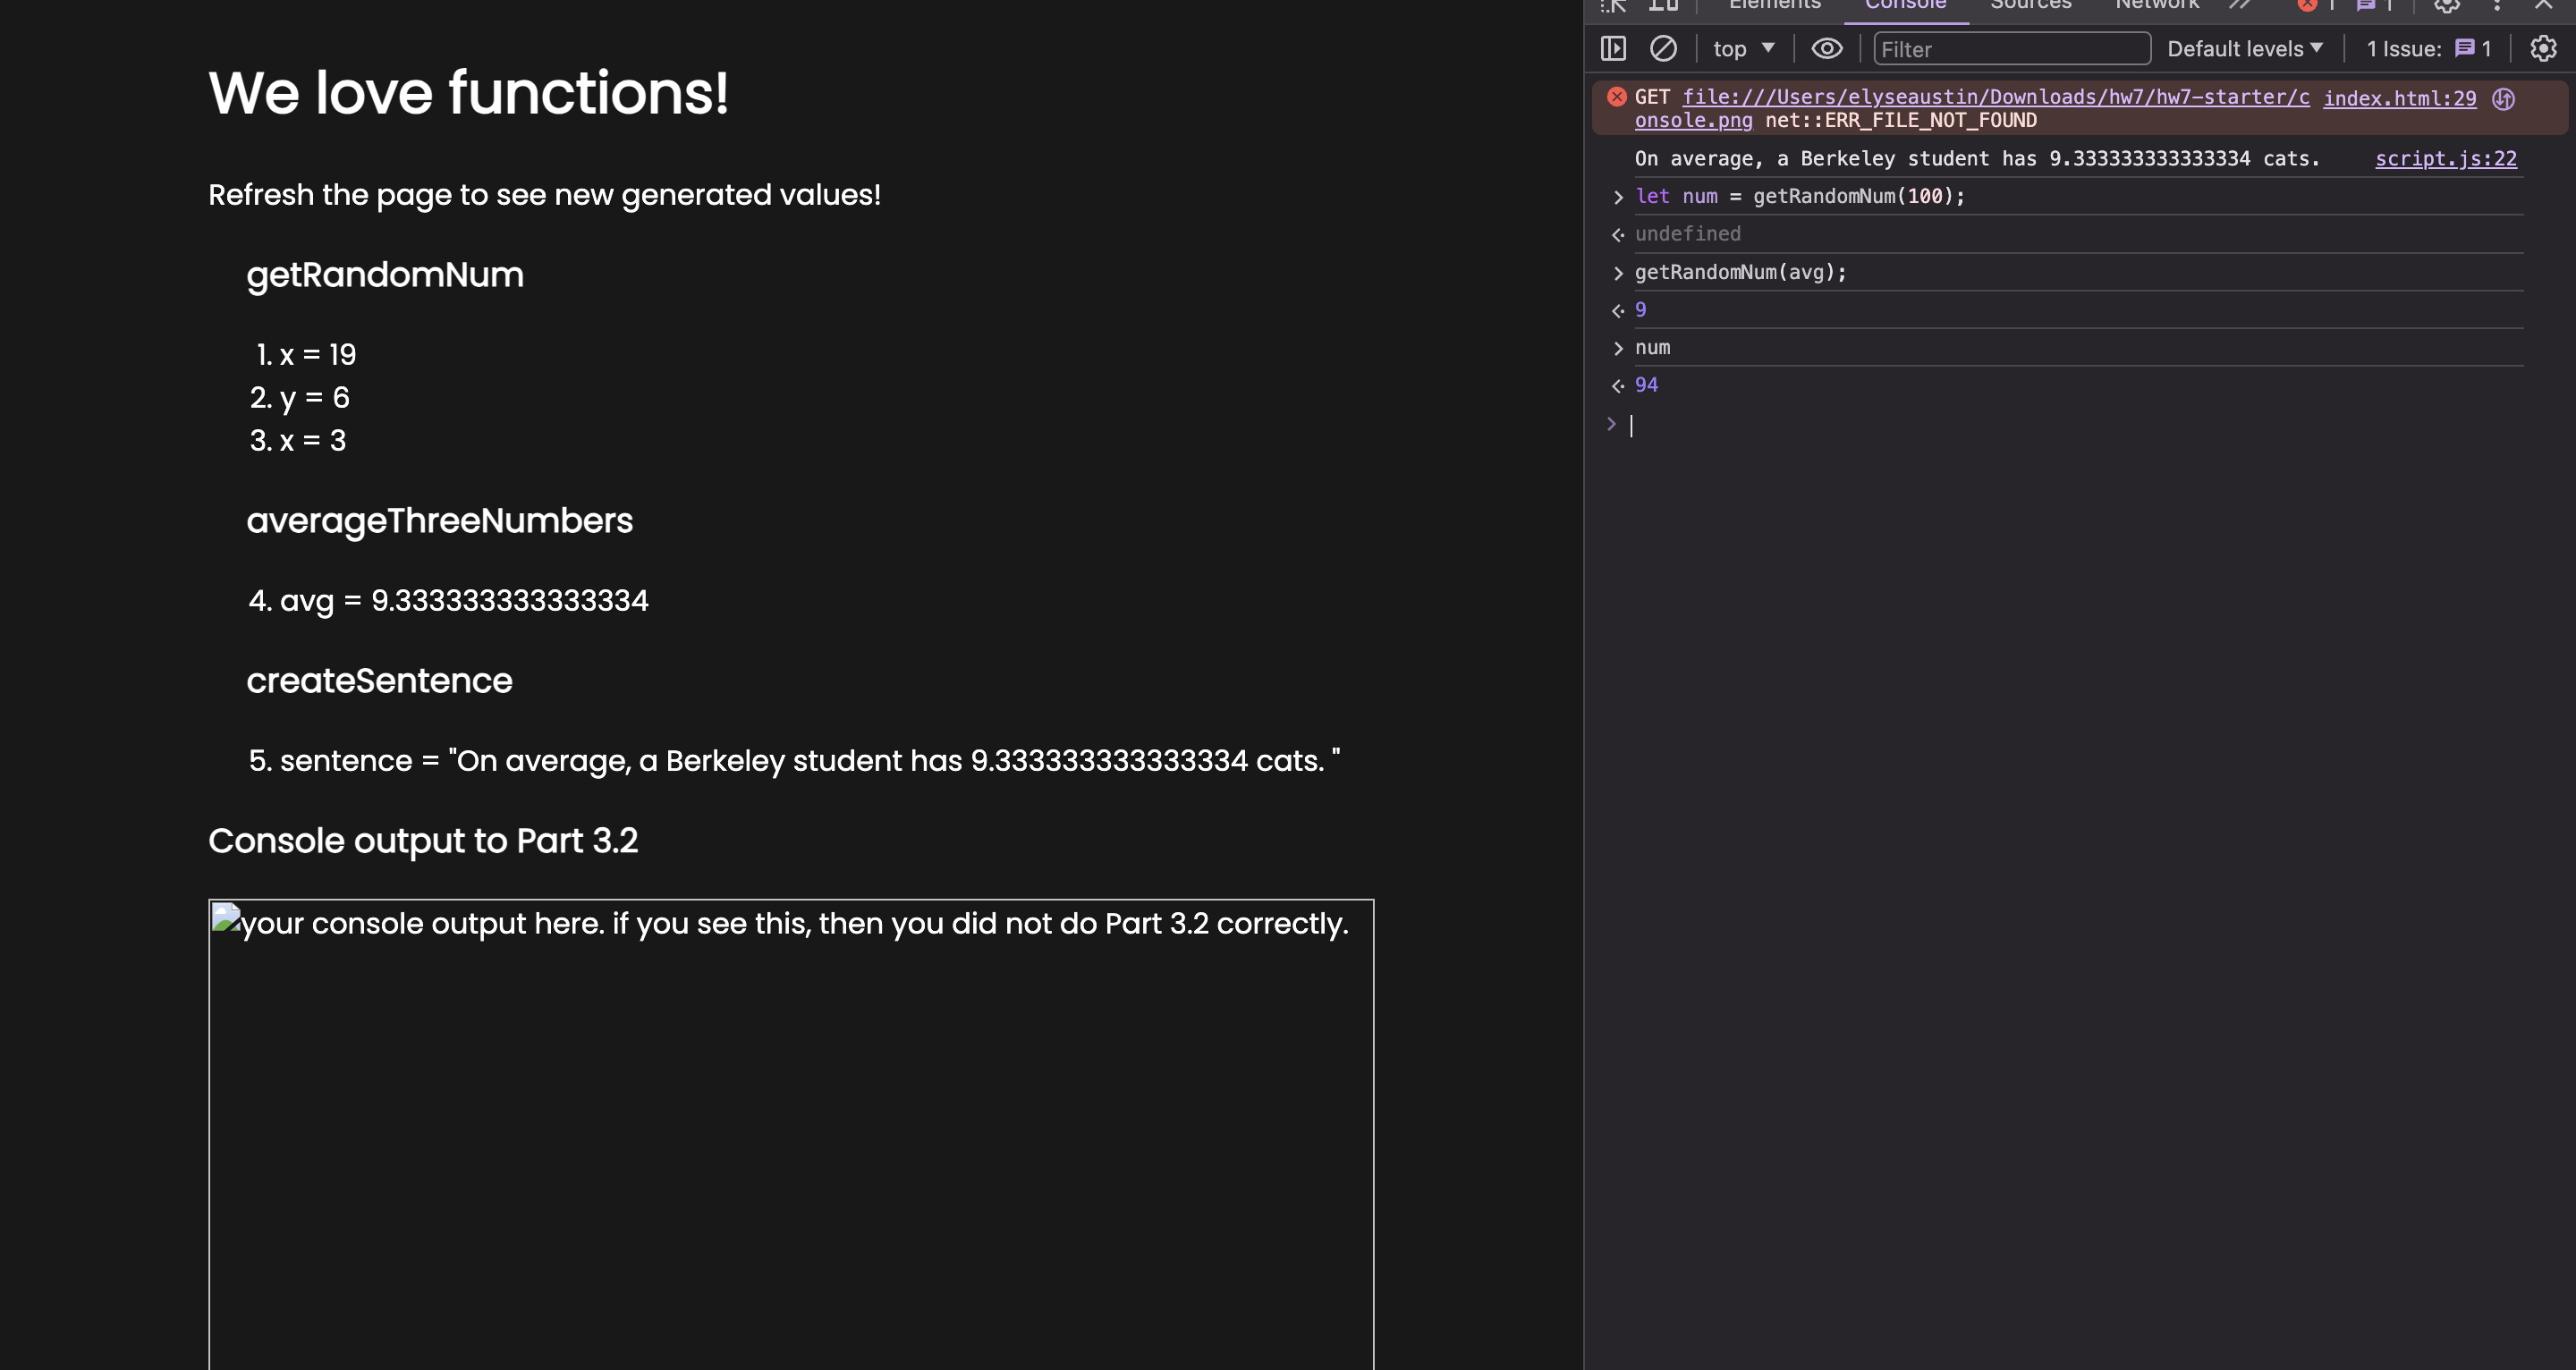 We love functions!
Refresh the page to see new generated values!
getRandomNum
1. x = 19
2. y = 6
3. x = 3
averageThreeNumbers
4. avg = 9.333333333333334
createSentence
5. sentence = "On average, a Berkeley student has 9.333333333333334 cats. "
Console output to Part 3.2
your console output here. if you see this, then you did not do Part 3.2 correctly.
Elements Console Sources Network 1 1
top Filter Default levels 1 Issue: 1
GET file:///Users/elyseaustin/Downloads/hw7/hw7-starter/c index.html:29
onsole.png net::ERR_FILE_NOT_FOUND
On average, a Berkeley student has 9.333333333333334 cats. script.js:22
let num = getRandomNum(100);
undefined
getRandomNum(avg);
9
num
94